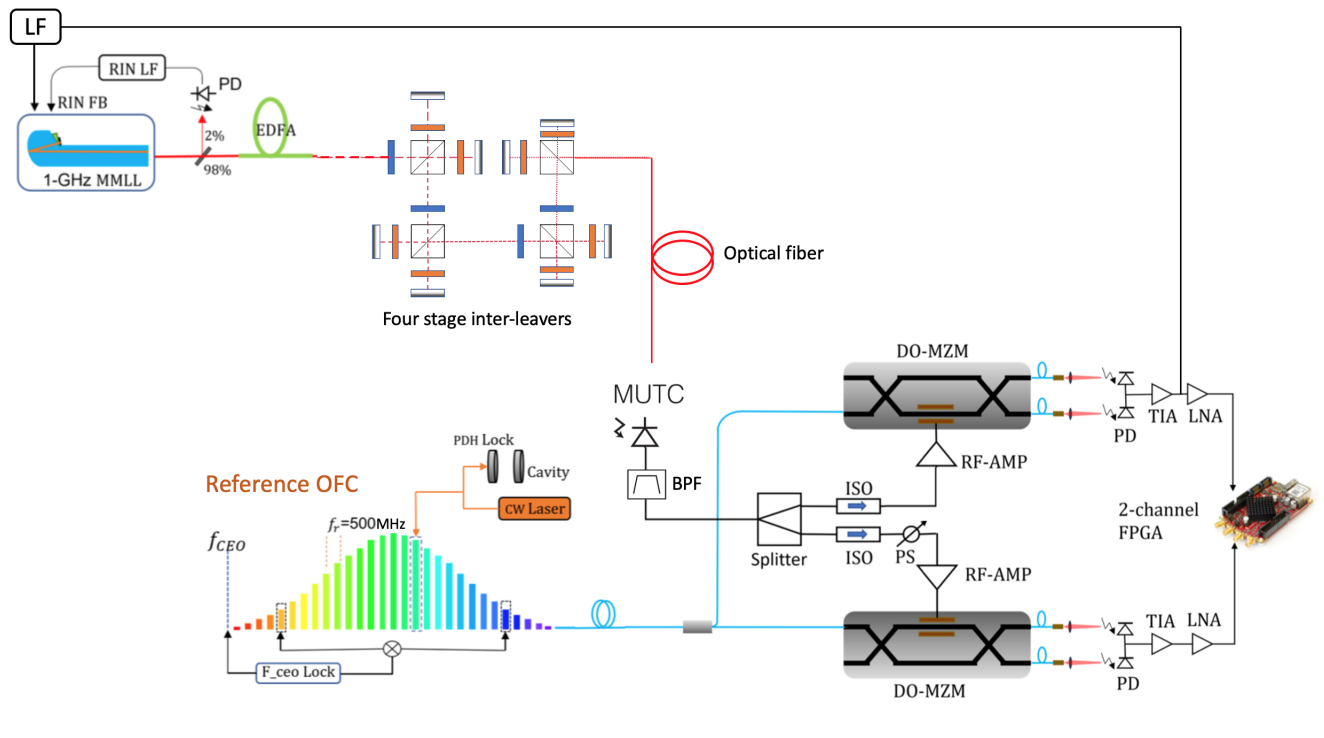 LF
RIN LF
PD
RIN FB
EDFA
2%
98%
1-GHz MMLL
Optical fiber
Four stage inter-leavers
DO-MZM
MUTC
TIA
LNA
PD
PDH Lock
Cavity
RF-AMP
BPF
Reference OFC
ISO
CW Laser
2-channel
FPGA
fᵣ=500MHz
f_CEO
Splitter
ISO
PS
RF-AMP
TIA
LNA
F_ceo Lock
PD
DO-MZM